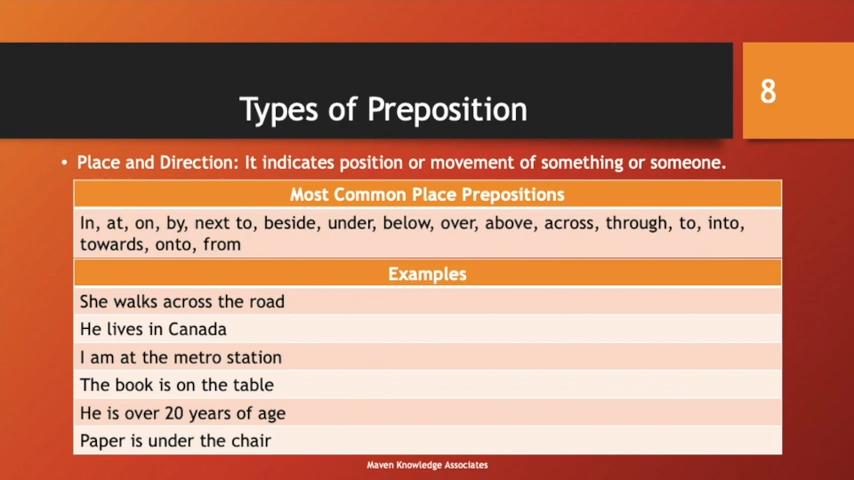 Types of Preposition
8
• Place and Direction: It indicates position or movement of something or someone.
Most Common Place Prepositions
In, at, on, by, next to, beside, under, below, over, above, across, through, to, into,
towards, onto, from
Examples
She walks across the road
He lives in Canada
I am at the metro station
The book is on the table
He is over 20 years of age
Paper is under the chair
Maven Knowledge Associates